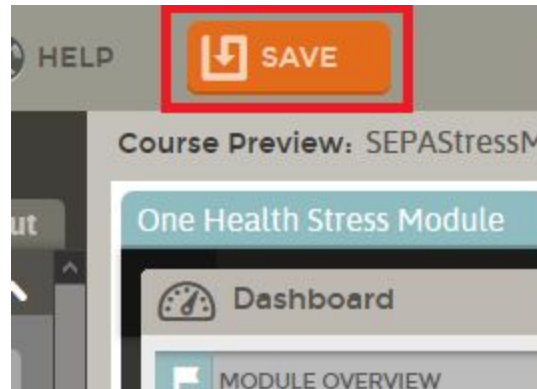 HELP
SAVE
Course Preview: SEPAStressM
ut
One Health Stress Module
Dashboard
MODULE OVERVIEW